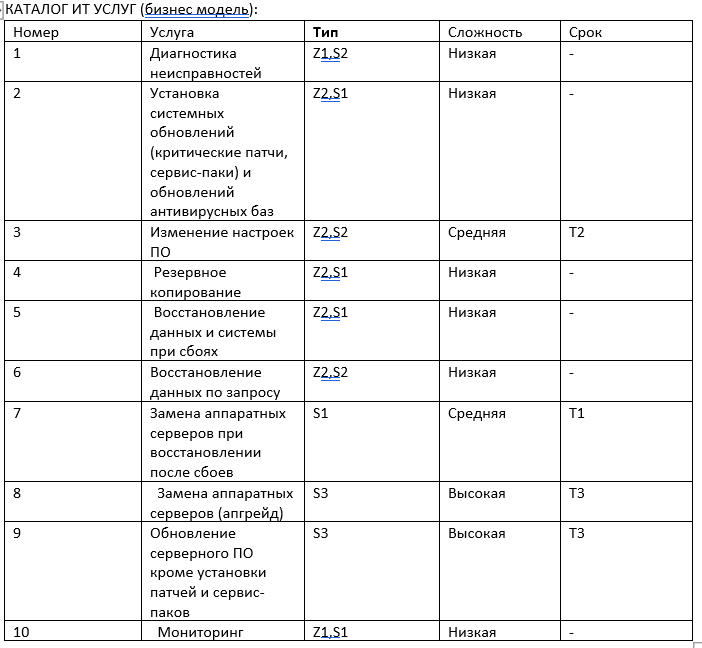 КАТАЛОГ ИТ УСЛУГ (бизнес модель):
Номер Услуга Тип Сложность Срок
1 Диагностика неисправностей Z1,S2 Низкая -
2 Установка системных обновлений (критические патчи, сервис-паки) и обновлений антивирусных баз Z2,S1 Низкая -
3 Изменение настроек ПО Z2,S2 Средняя T2
4 Резервное копирование Z2,S1 Низкая -
5 Восстановление данных и системы при сбоях Z2,S1 Низкая -
6 Восстановление данных по запросу Z2,S2 Низкая -
7 Замена аппаратных серверов при восстановлении после сбоев S1 Средняя T1
8 Замена аппаратных серверов (апгрейд) S3 Высокая T3
9 Обновление серверного ПО кроме установки патчей и сервис-паков S3 Высокая T3
10 Мониторинг Z1,S1 Низкая -